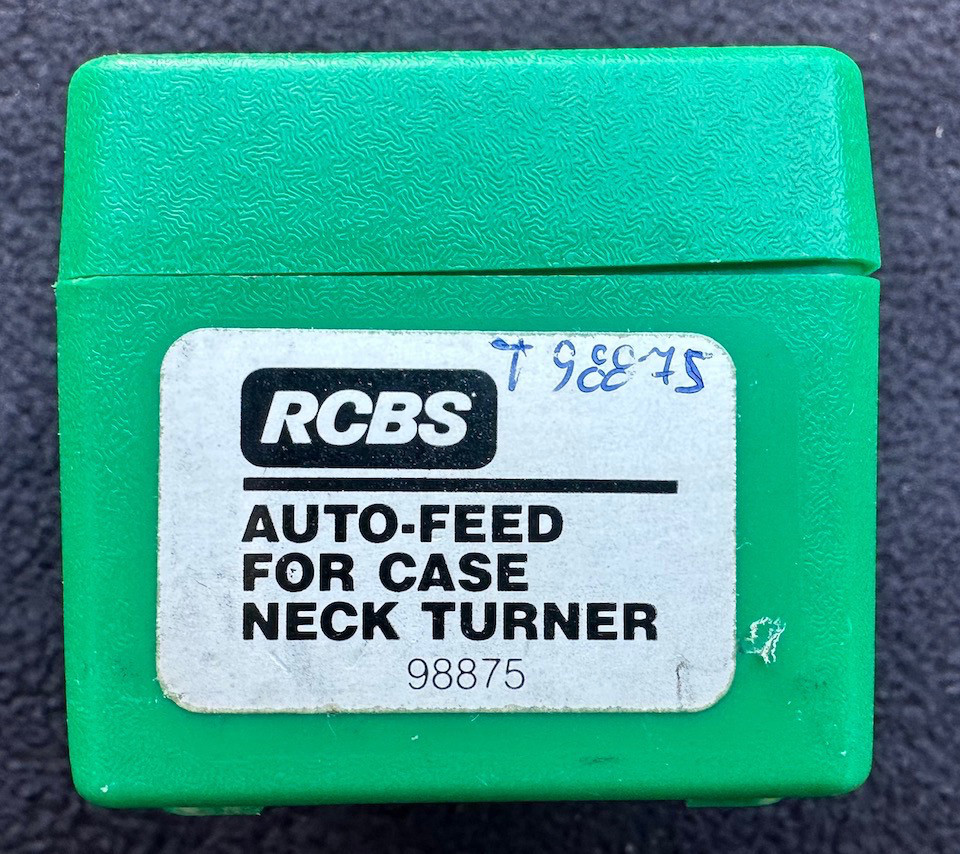 T 98875
RCBS
AUTO-FEED
FOR CASE
NECK TURNER
98875